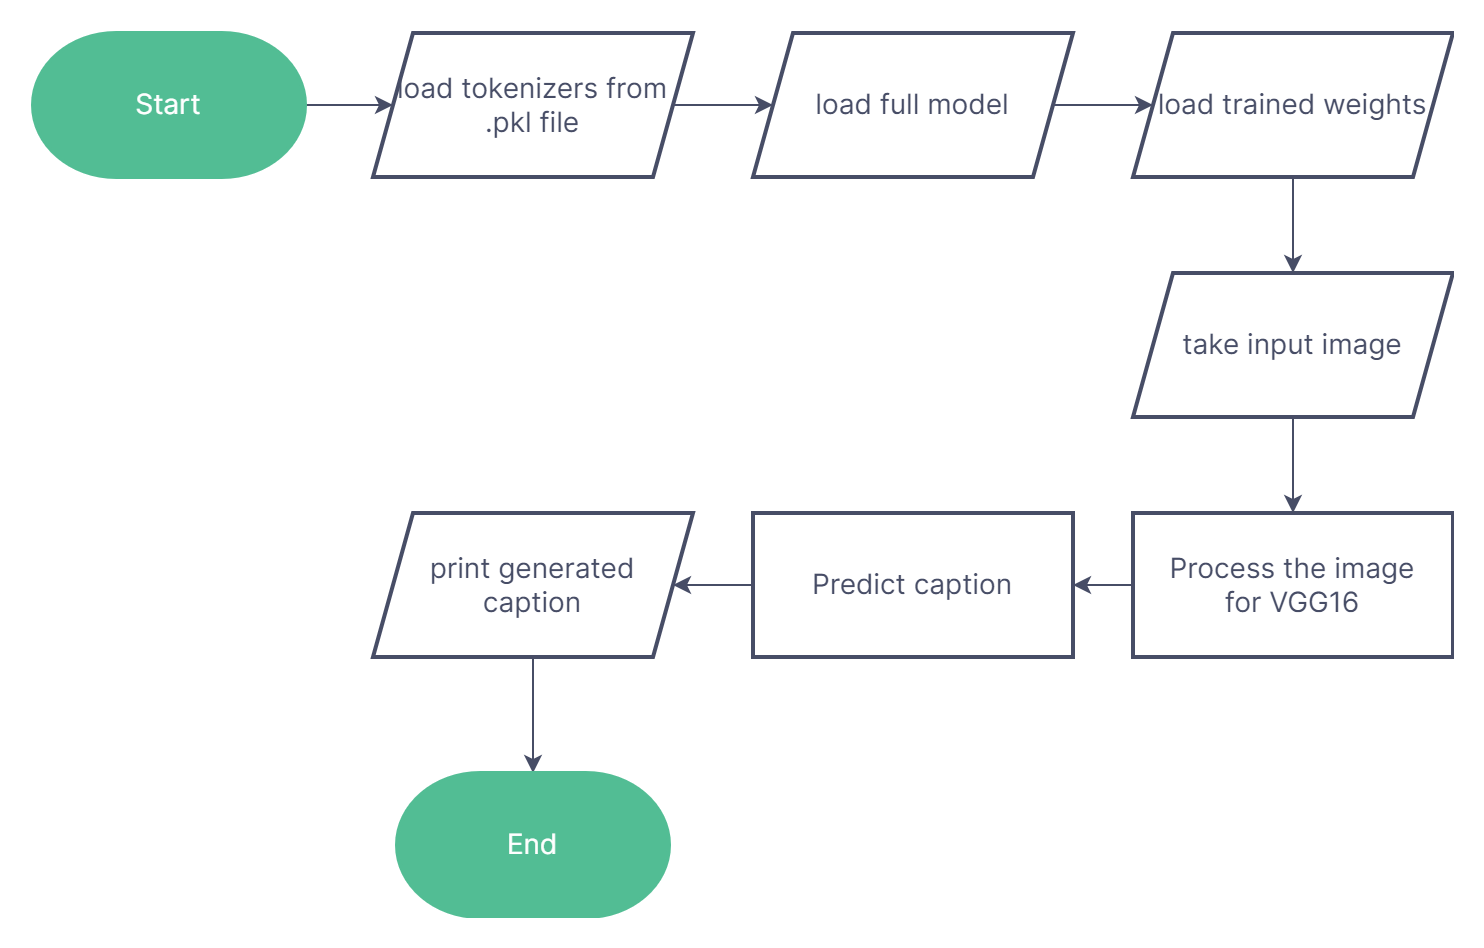 Start
load tokenizers from
.pkl file
load full model
load trained weights
take input image
Process the image
for VGG16
Predict caption
print generated
caption
End